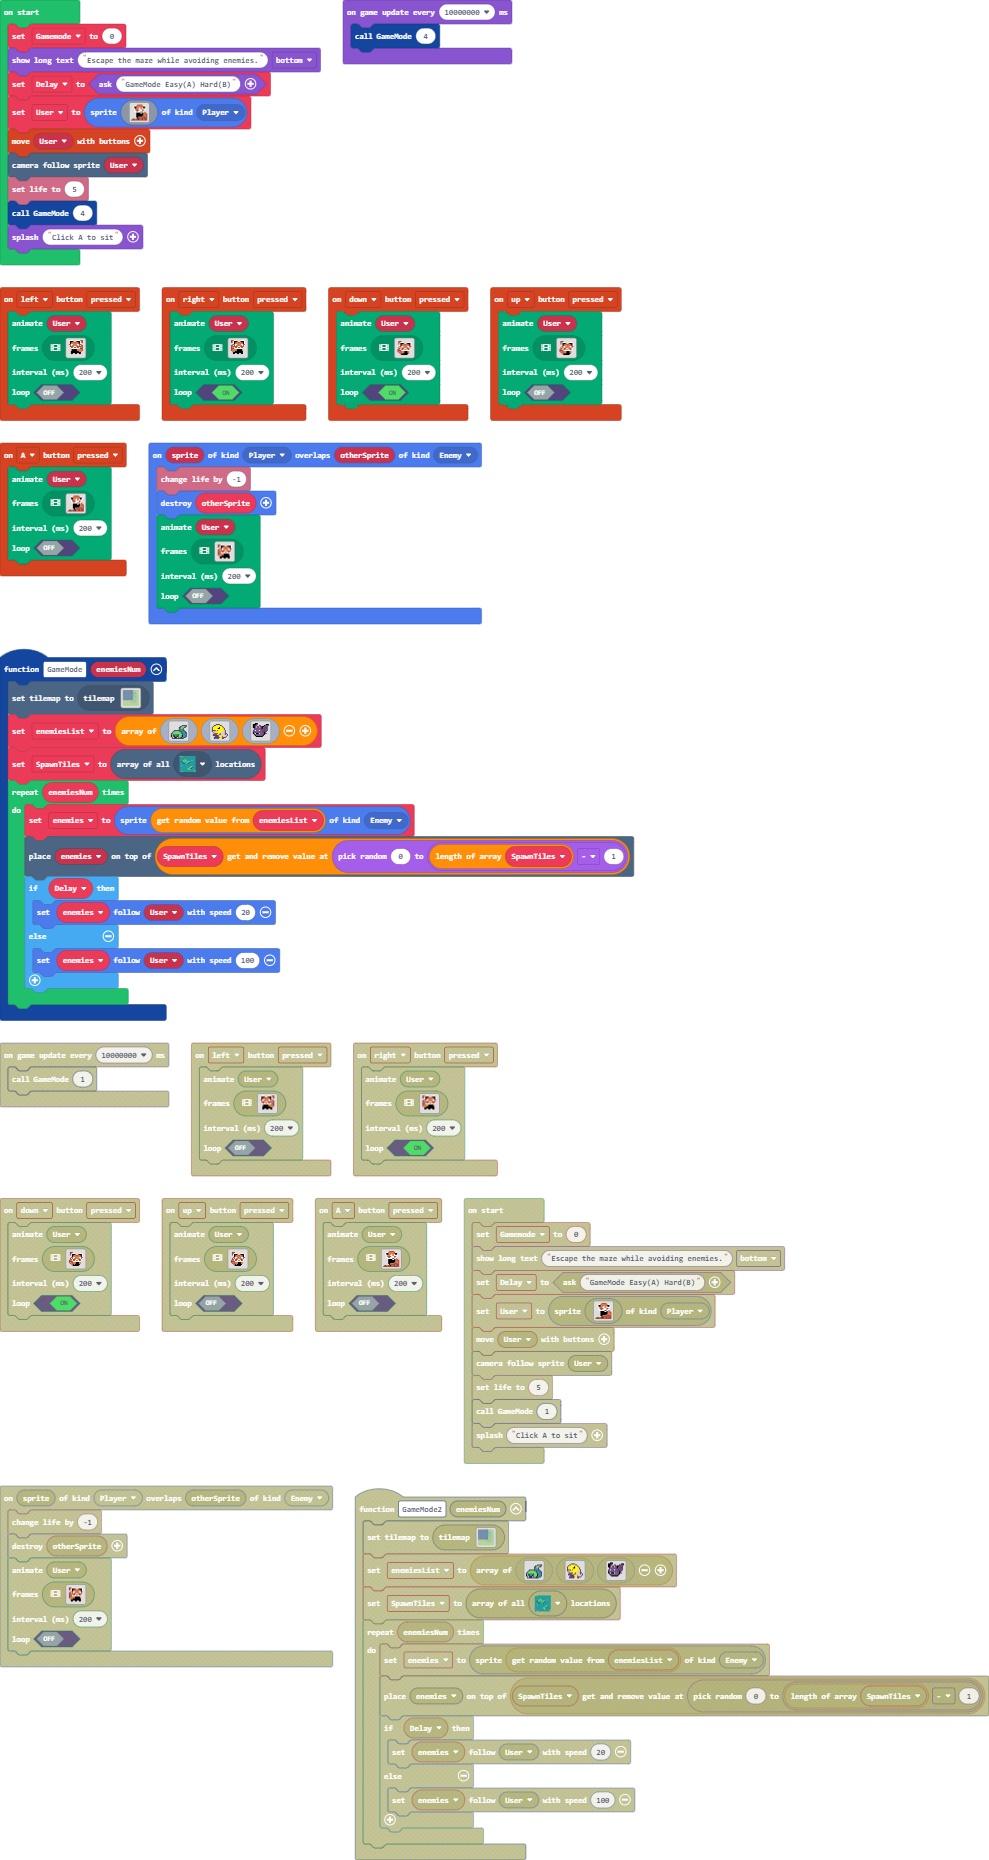 on start
set Gamemode to 0
show long text "Escape the maze while avoiding enemies." bottom
set Delay to ask "GameMode Easy(A) Hard(B)"
set User to sprite of kind Player
move User with buttons
camera follow sprite User
set life to 5
call GameMode 4
splash "Click A to sit"
on game update every 10000000 ms
call GameMode 4
on left button pressed
animate User
frames
interval (ms) 200
loop OFF
on right button pressed
animate User
frames
interval (ms) 200
loop ON
on down button pressed
animate User
frames
interval (ms) 200
loop ON
on up button pressed
animate User
frames
interval (ms) 200
loop OFF
on A button pressed
animate User
frames
interval (ms) 200
loop OFF
on sprite of kind Player overlaps otherSprite of kind Enemy
change life by -1
destroy otherSprite
animate User
frames
interval (ms) 200
loop OFF
function GameMode enemiesNum
set tilemap to tilemap
set enemiesList to array of
set SpawnTiles to array of all locations
repeat enemiesNum times
do
set enemies to sprite get random value from enemiesList of kind Enemy
place enemies on top of SpawnTiles get and remove value at pick random 0 to length of array SpawnTiles - 1
if Delay then
set enemies follow User with speed 20
else
set enemies follow User with speed 100
on game update every 10000000 ms
call GameMode 1
on left button pressed
animate User
frames
interval (ms) 200
loop OFF
on right button pressed
animate User
frames
interval (ms) 200
loop ON
on down button pressed
animate User
frames
interval (ms) 200
loop ON
on up button pressed
animate User
frames
interval (ms) 200
loop OFF
on A button pressed
animate User
frames
interval (ms) 200
loop OFF
on start
set Gamemode to 0
show long text "Escape the maze while avoiding enemies." bottom
set Delay to ask "GameMode Easy(A) Hard(B)"
set User to sprite of kind Player
move User with buttons
camera follow sprite User
set life to 5
call GameMode 1
splash "Click A to sit"
on sprite of kind Player overlaps otherSprite of kind Enemy
change life by -1
destroy otherSprite
animate User
frames
interval (ms) 200
loop OFF
function GameMode2 enemiesNum
set tilemap to tilemap
set enemiesList to array of
set SpawnTiles to array of all locations
repeat enemiesNum times
do
set enemies to sprite get random value from enemiesList of kind Enemy
place enemies on top of SpawnTiles get and remove value at pick random 0 to length of array SpawnTiles - 1
if Delay then
set enemies follow User with speed 20
else
set enemies follow User with speed 100